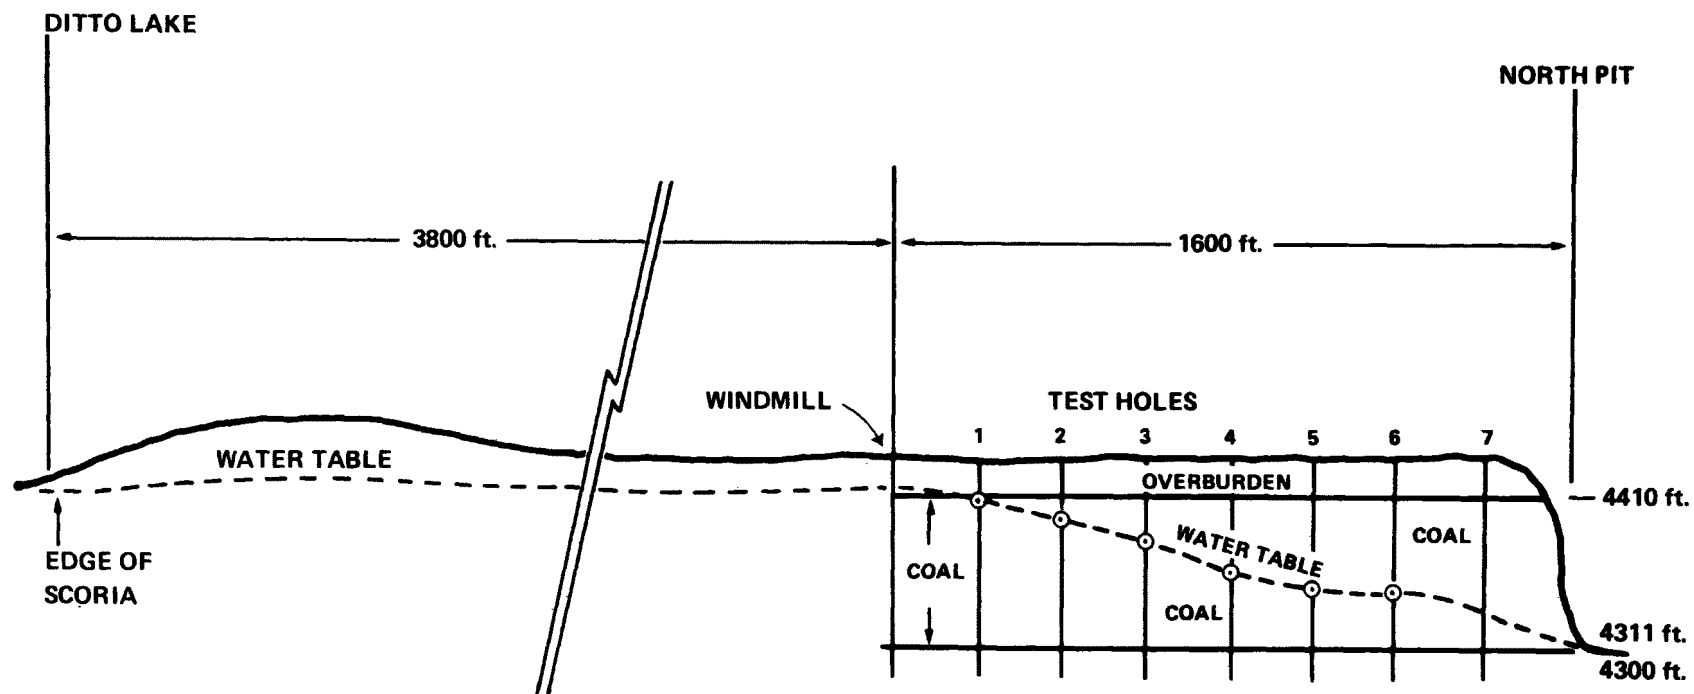 DITTO LAKE
NORTH PIT
3800 ft.
1600 ft.
WINDMILL
TEST HOLES
1 2 3 4 5 6 7
WATER TABLE
OVERBURDEN
4410 ft.
EDGE OF
SCORIA
COAL
WATER TABLE
COAL
COAL
4311 ft.
4300 ft.